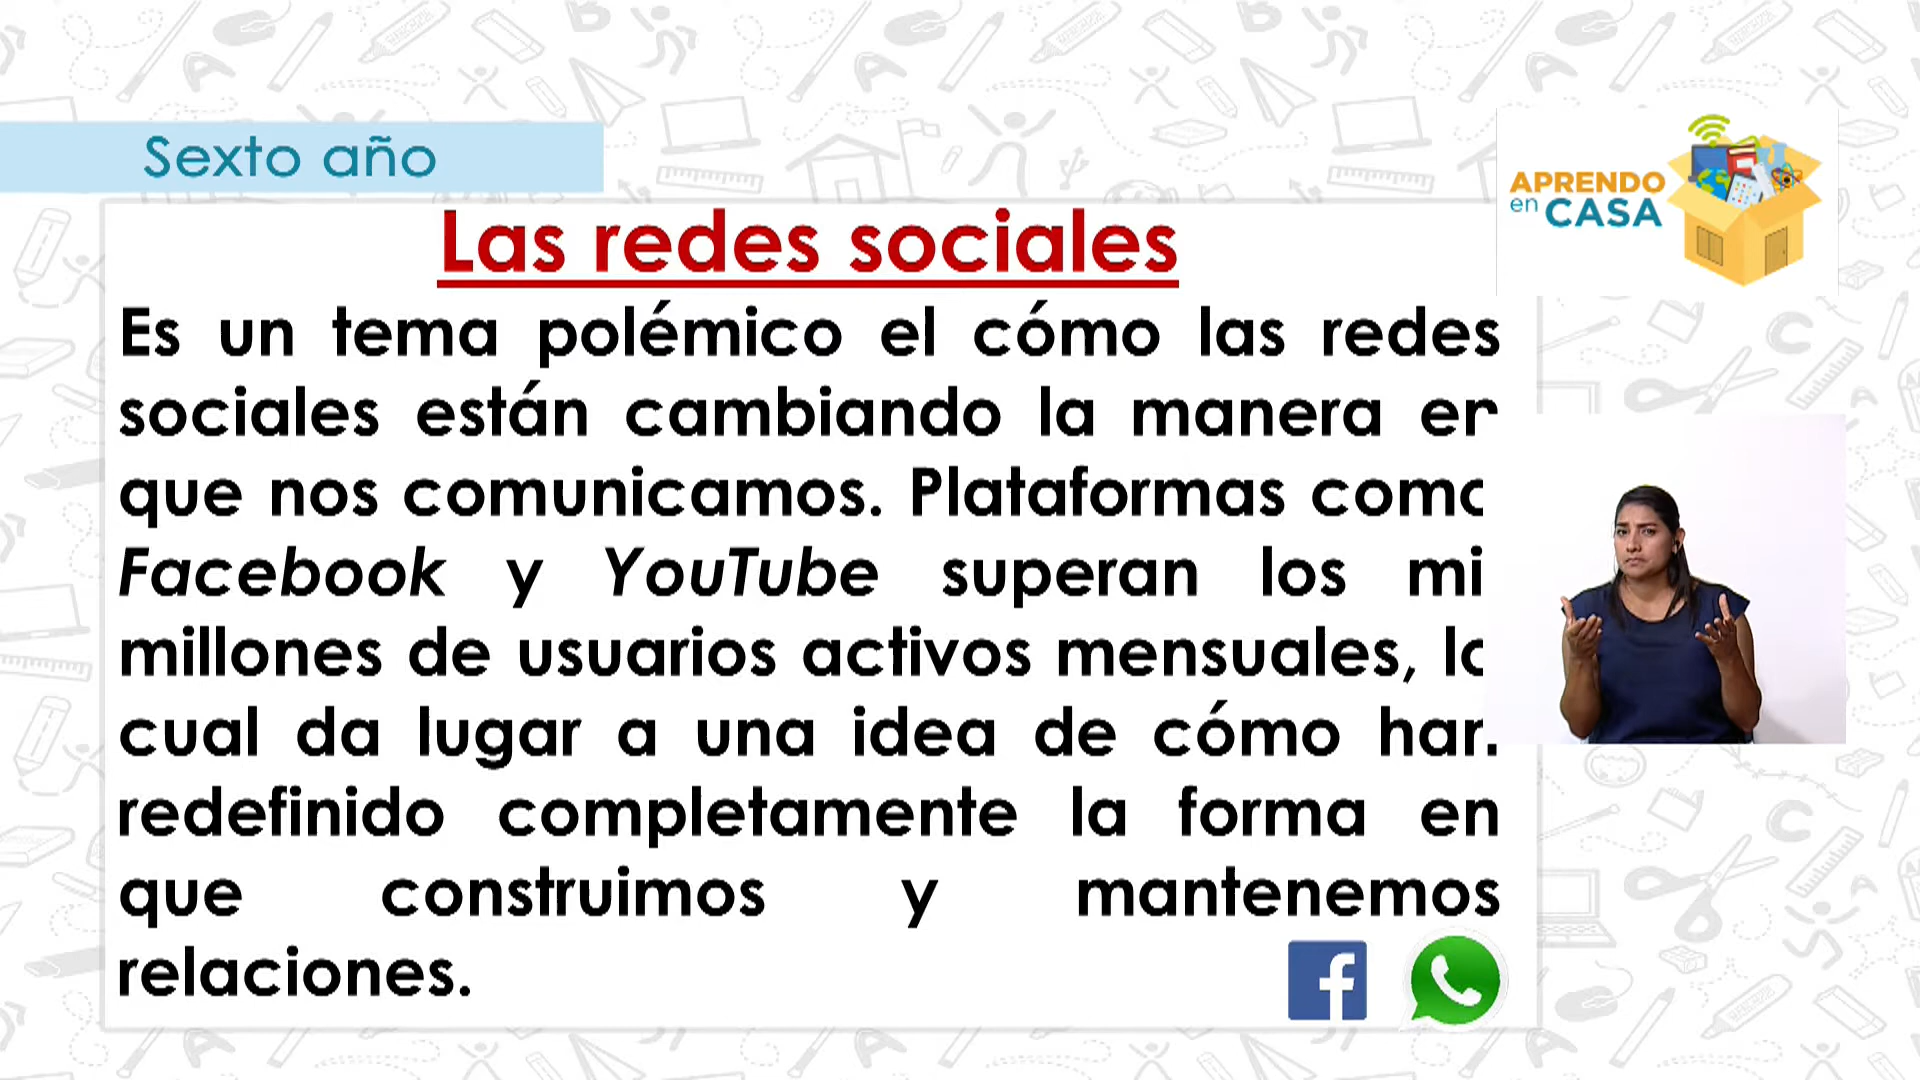 Sexto año
APRENDO
en CASA
Las redes sociales
Es un tema polémico el cómo las redes
sociales están cambiando la manera en
que nos comunicamos. Plataformas como
Facebook y YouTube superan los mil
millones de usuarios activos mensuales, lo
cual da lugar a una idea de cómo han
redefinido completamente la forma en
que construimos y mantenemos
relaciones.